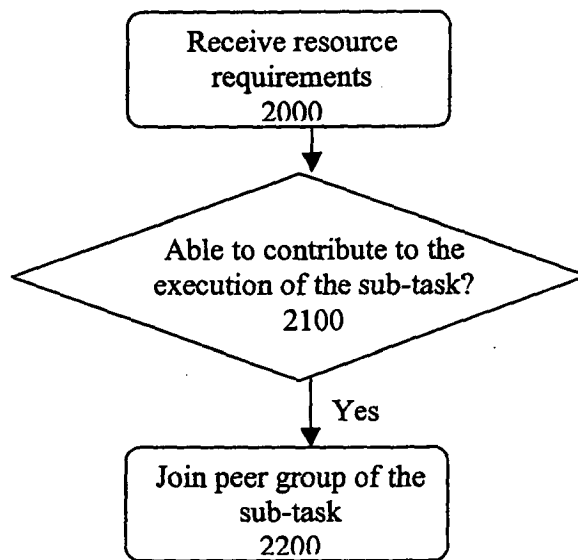 Receive resource
requirements
2000
Able to contribute to the
execution of the sub-task?
2100
Yes
Join peer group of the
sub-task
2200